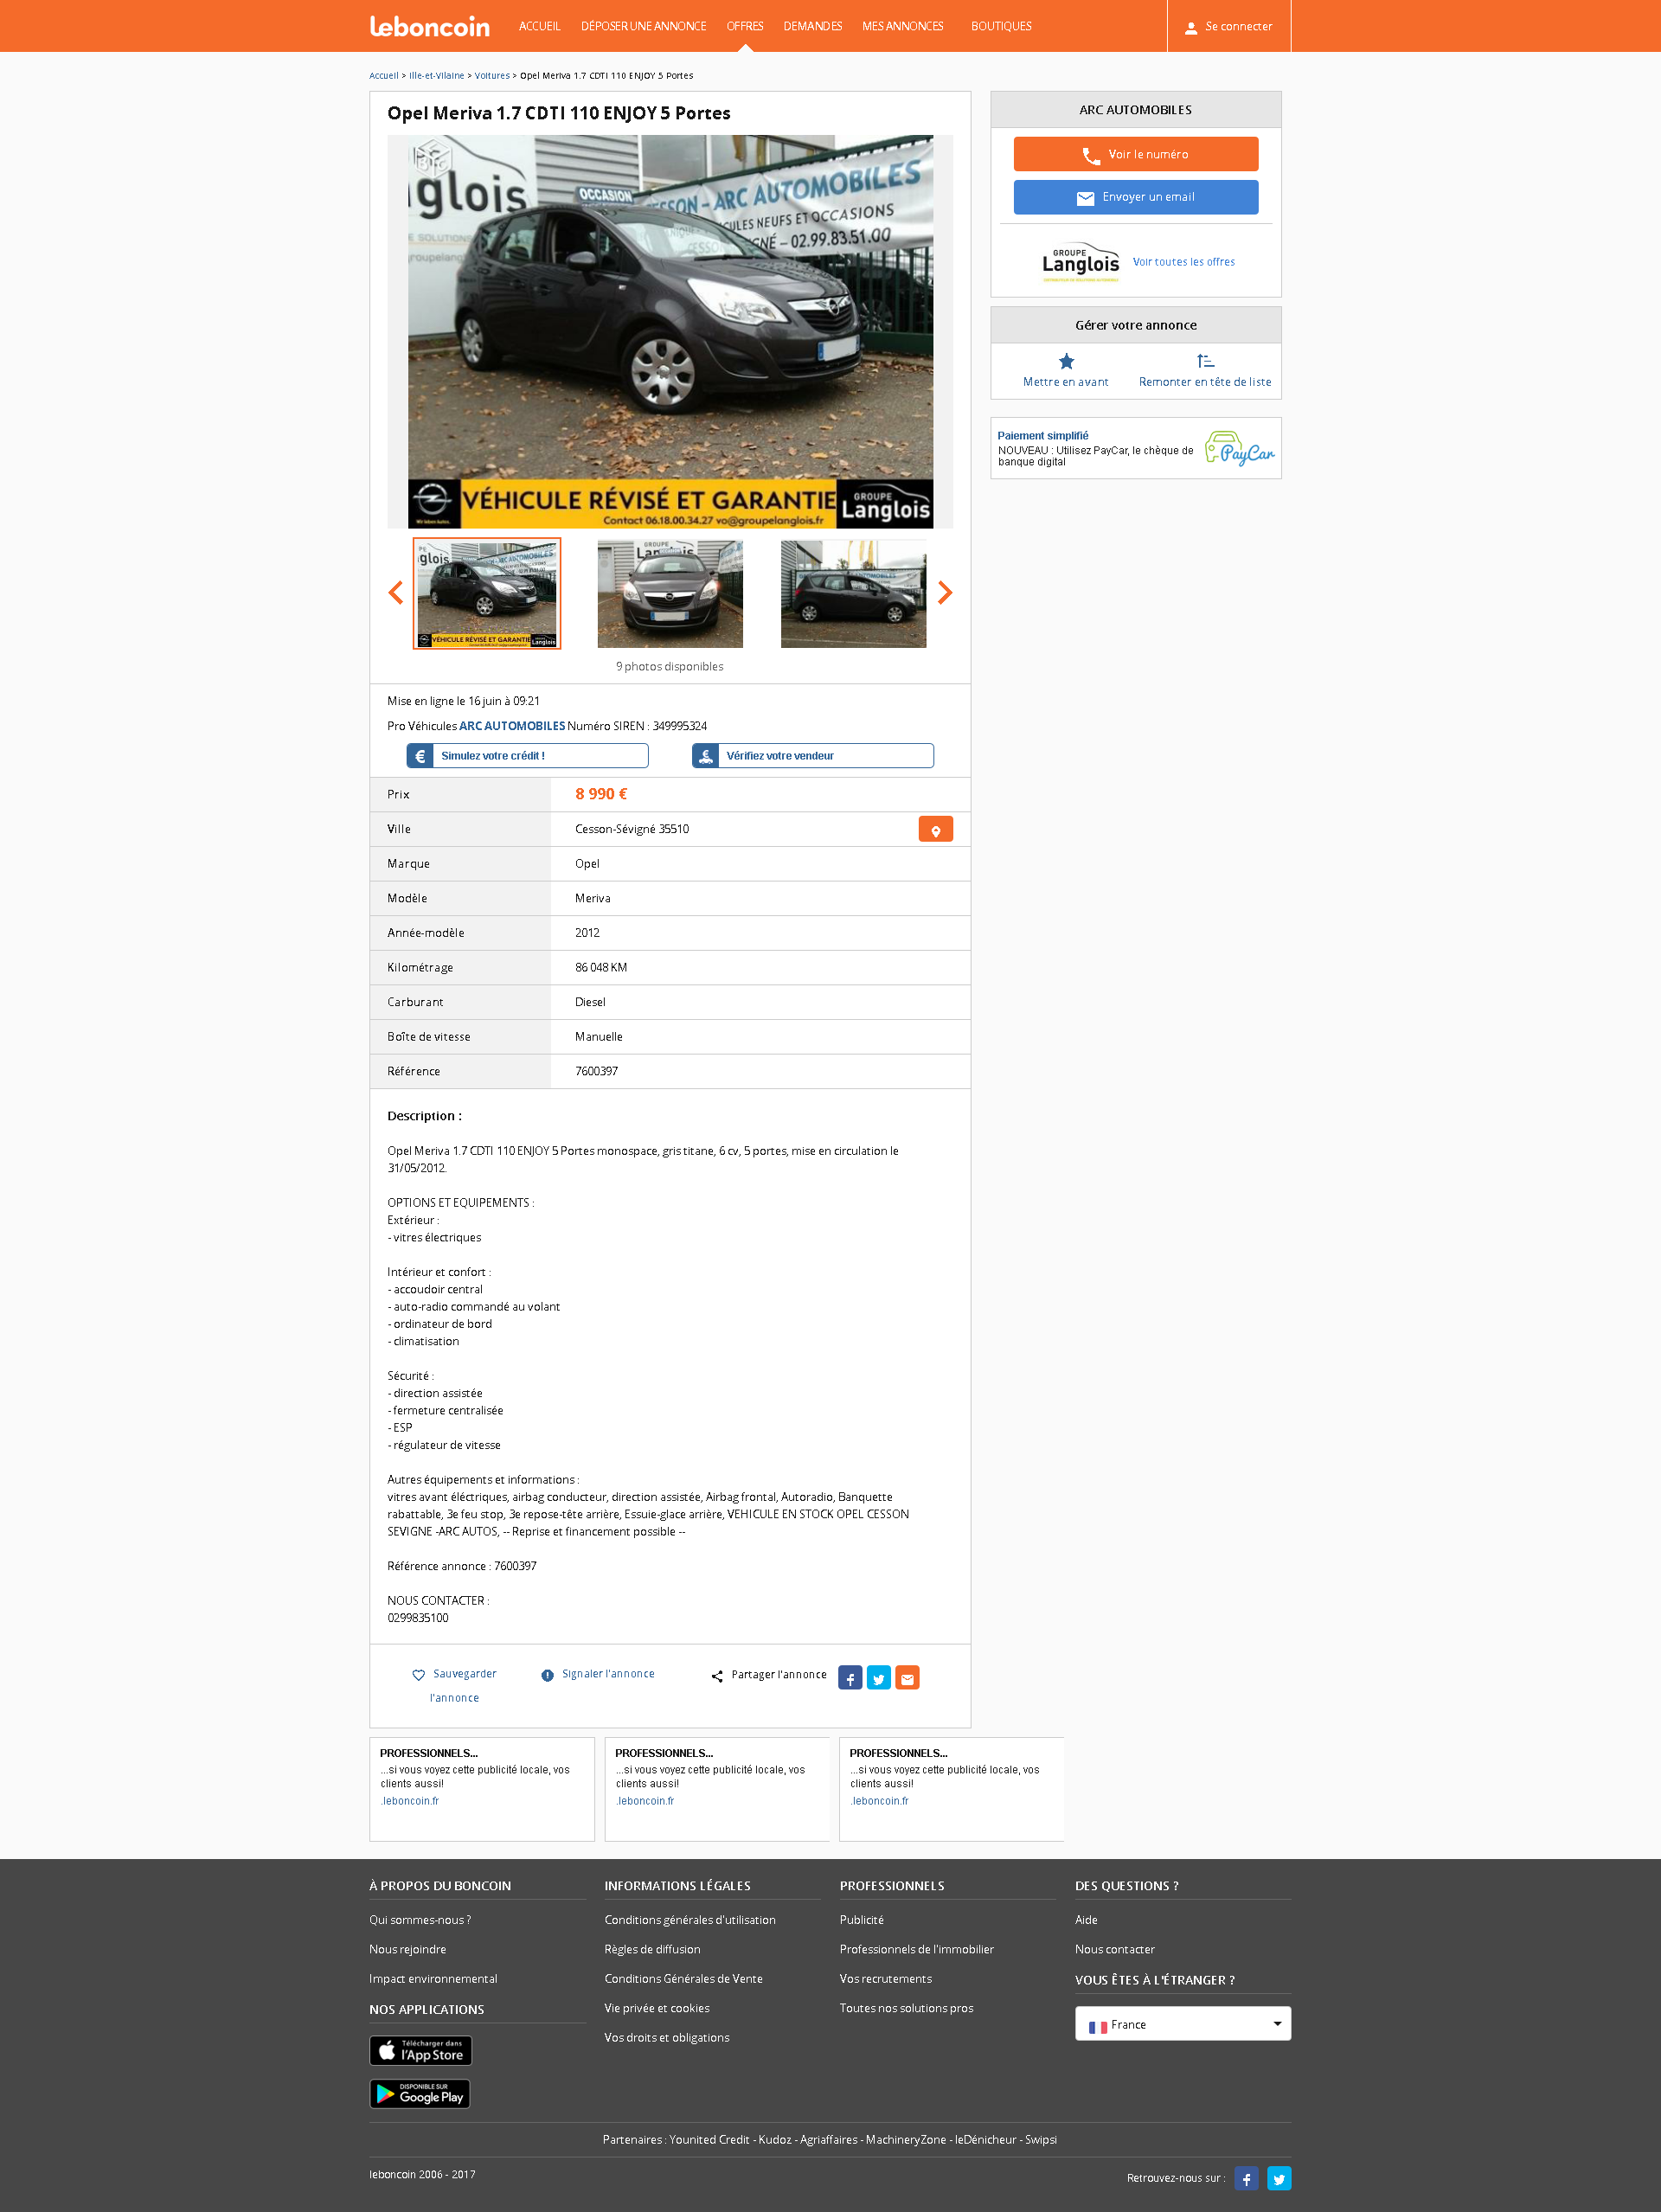 leboncoin
ACCUEIL
DÉPOSER UNE ANNONCE
OFFRES
DEMANDES
MES ANNONCES
BOUTIQUES
Se connecter
Accueil > Ille-et-Vilaine > Voitures > Opel Meriva 1.7 CDTI 110 ENJOY 5 Portes
Opel Meriva 1.7 CDTI 110 ENJOY 5 Portes
Langlois
OCCASION
CESSON - ARC AUTOMOBILES
VÉHICULES NEUFS ET OCCASIONS
CESSON-SÉVIGNÉ - 02.99.83.51.00
VÉHICULE RÉVISÉ ET GARANTIE
Contact 06.18.00.34.27 vo@groupelanglois.fr
GROUPE
Langlois
9 photos disponibles
Mise en ligne le 16 juin à 09:21
Pro Véhicules ARC AUTOMOBILES Numéro SIREN : 349995324
Simulez votre crédit !
Vérifiez votre vendeur
Prix
8 990 €
Ville
Cesson-Sévigné 35510
Marque
Opel
Modèle
Meriva
Année-modèle
2012
Kilométrage
86 048 KM
Carburant
Diesel
Boîte de vitesse
Manuelle
Référence
7600397
Description :
Opel Meriva 1.7 CDTI 110 ENJOY 5 Portes monospace, gris titane, 6 cv, 5 portes, mise en circulation le
31/05/2012.
OPTIONS ET EQUIPEMENTS :
Extérieur :
- vitres électriques
Intérieur et confort :
- accoudoir central
- auto-radio commandé au volant
- ordinateur de bord
- climatisation
Sécurité :
- direction assistée
- fermeture centralisée
- ESP
- régulateur de vitesse
Autres équipements et informations :
vitres avant éléctriques, airbag conducteur, direction assistée, Airbag frontal, Autoradio, Banquette
rabattable, 3e feu stop, 3e repose-tête arrière, Essuie-glace arrière, VEHICULE EN STOCK OPEL CESSON
SEVIGNE -ARC AUTOS, -- Reprise et financement possible --
Référence annonce : 7600397
NOUS CONTACTER :
0299835100
Sauvegarder
l'annonce
Signaler l'annonce
Partager l'annonce
ARC AUTOMOBILES
Voir le numéro
Envoyer un email
GROUPE
Langlois
Voir toutes les offres
Gérer votre annonce
Mettre en avant
Remonter en tête de liste
Paiement simplifié
NOUVEAU : Utilisez PayCar, le chèque de
banque digital
PayCar
PROFESSIONNELS...
...si vous voyez cette publicité locale, vos
clients aussi!
.leboncoin.fr
PROFESSIONNELS...
...si vous voyez cette publicité locale, vos
clients aussi!
.leboncoin.fr
PROFESSIONNELS...
...si vous voyez cette publicité locale, vos
clients aussi!
.leboncoin.fr
À PROPOS DU BONCOIN
Qui sommes-nous ?
Nous rejoindre
Impact environnemental
NOS APPLICATIONS
Télécharger dans
l'App Store
DISPONIBLE SUR
Google Play
INFORMATIONS LÉGALES
Conditions générales d'utilisation
Règles de diffusion
Conditions Générales de Vente
Vie privée et cookies
Vos droits et obligations
PROFESSIONNELS
Publicité
Professionnels de l'immobilier
Vos recrutements
Toutes nos solutions pros
DES QUESTIONS ?
Aide
Nous contacter
VOUS ÊTES À L'ÉTRANGER ?
France
Partenaires : Younited Credit - Kudoz - Agriaffaires - MachineryZone - leDénicheur - Swipsi
leboncoin 2006 - 2017
Retrouvez-nous sur :